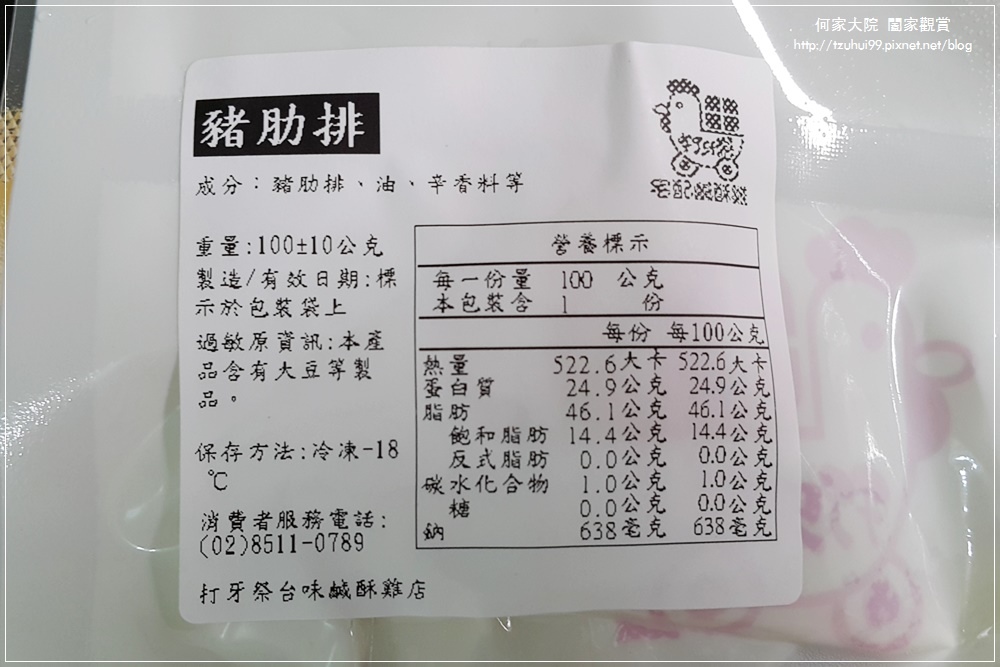 何家大院 闔家觀賞
http://tzuhui99.pixnet.net/blog
豬肋排
成分：豬肋排、油、辛香料等
重量:100±10公克
製造/有效日期:標
示於包裝袋上
過敏原資訊:本產
品含有大豆等製
品。
保存方法:冷凍-18
℃
消費者服務電話:
(02)8511-0789
打牙祭台味鹹酥雞店
營養標示
每一份量 100 公克
本包裝含 1 份
每份 每100公克
熱量 522.6大卡 522.6大卡
蛋白質 24.9公克 24.9公克
脂肪 46.1公克 46.1公克
飽和脂肪 14.4公克 14.4公克
反式脂肪 0.0公克 0.0公克
碳水化合物 1.0公克 1.0公克
糖 0.0公克 0.0公克
鈉 638毫克 638毫克